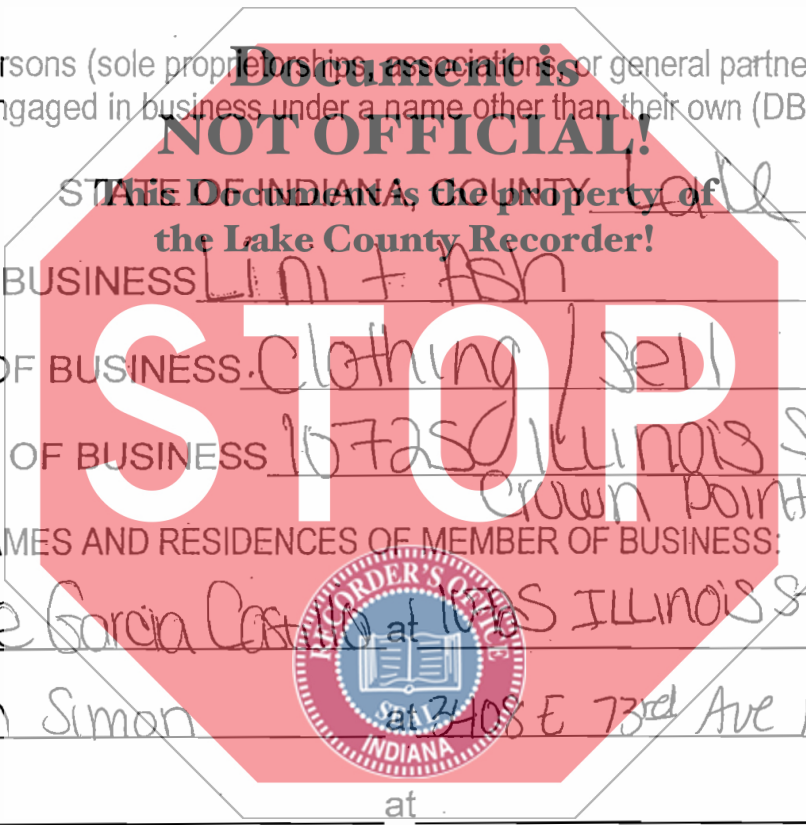 Document is
rsons (sole proprietorships, associations, or general partne
ngaged in business under a name other than their own (DB
NOT OFFICIAL!
STATE OF INDIANA, COUNTY Lake
This Document is the property of
the Lake County Recorder!
BUSINESS Lini + Ash
OF BUSINESS. Clothing / Sell
STOP
OF BUSINESS 10725 Illinois S
Crown Point
MES AND RESIDENCES OF MEMBER OF BUSINESS:
e Garcia at Illinois S
n Simon at 3408 E 73rd Ave
RECORDER'S OFFICE
SEAL
INDIANA
at